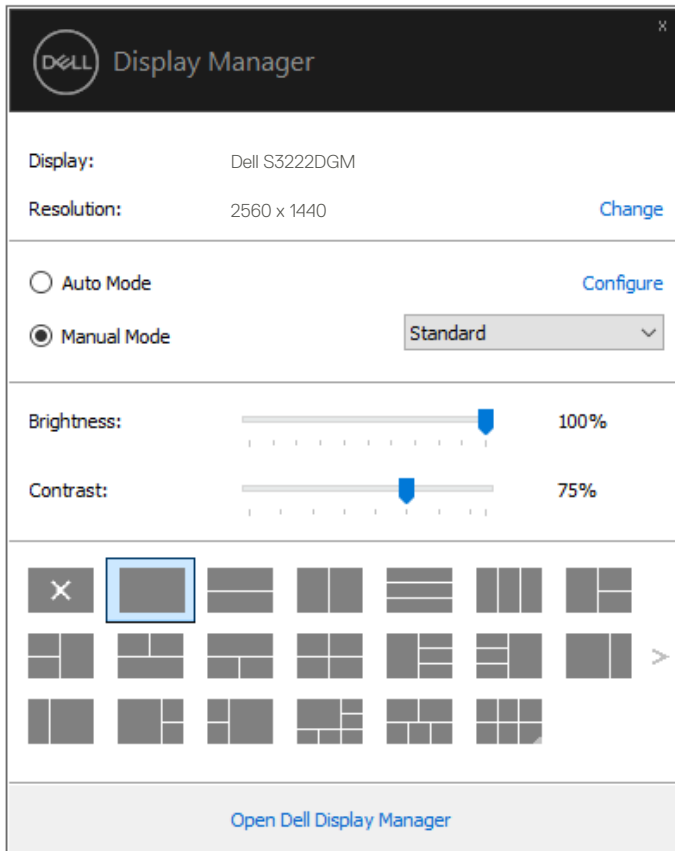 x
DELL Display Manager
Display: Dell S3222DGM
Resolution: 2560 x 1440 Change
Auto Mode Configure
Manual Mode Standard
Brightness: 100%
Contrast: 75%
Open Dell Display Manager